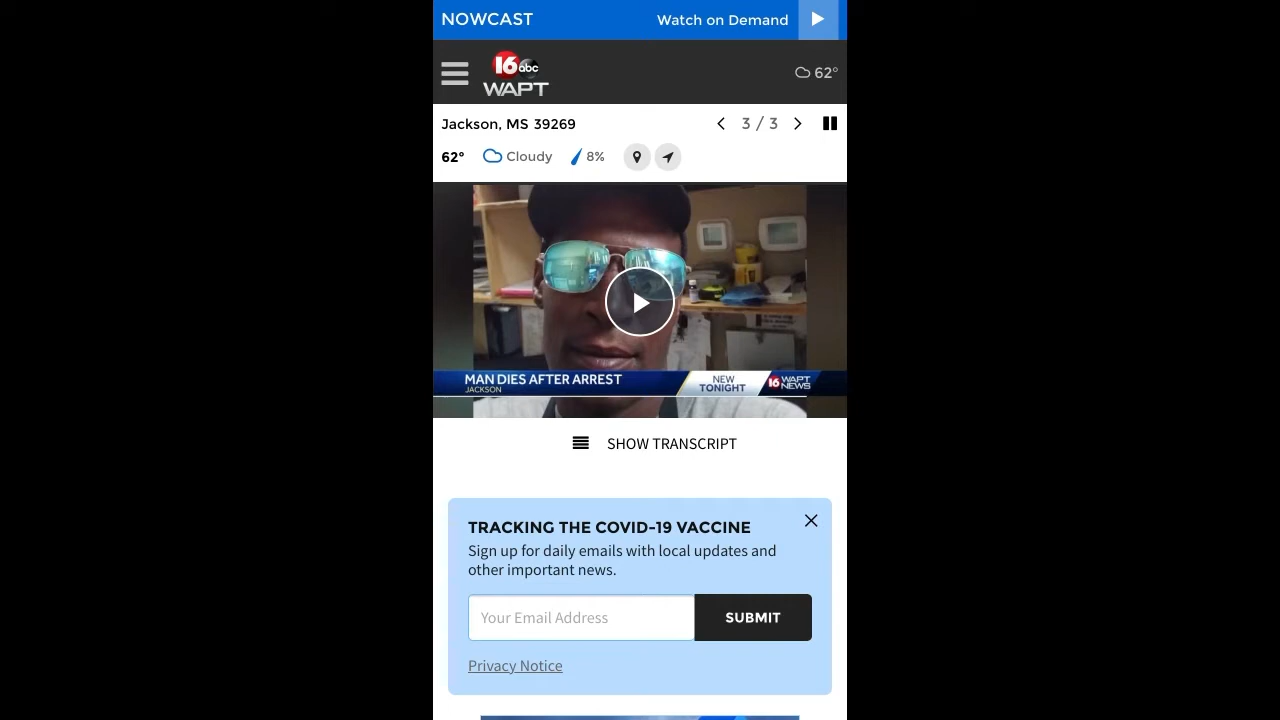 NOWCAST
Watch on Demand
16 abc
WAPT
62°
Jackson, MS 39269
3 / 3
62°
Cloudy
8%
MAN DIES AFTER ARREST
JACKSON
NEW
TONIGHT
16 WAPT
NEWS
SHOW TRANSCRIPT
TRACKING THE COVID-19 VACCINE
Sign up for daily emails with local updates and
other important news.
Your Email Address
SUBMIT
Privacy Notice